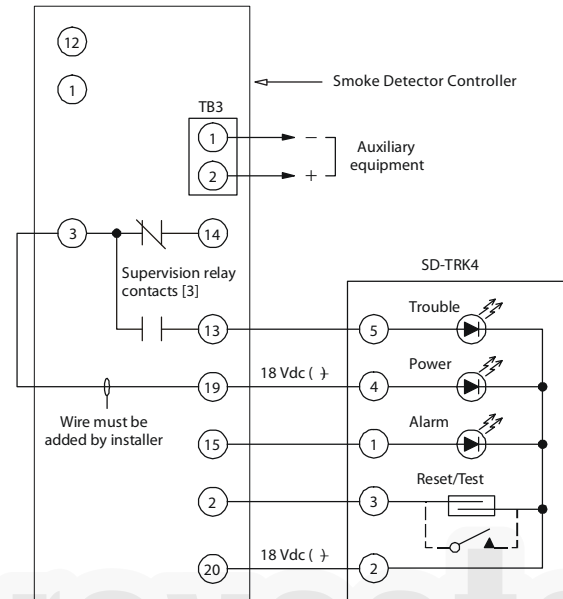 12
1
Smoke Detector Controller
TB3
1
−
2
+
Auxiliary
equipment
3
14
Supervision relay
contacts [3]
SD-TRK4
Trouble
13
5
Power
19
18 Vdc ( + )
4
Wire must be
added by installer
Alarm
15
1
Reset/Test
2
3
18 Vdc ( + )
20
2